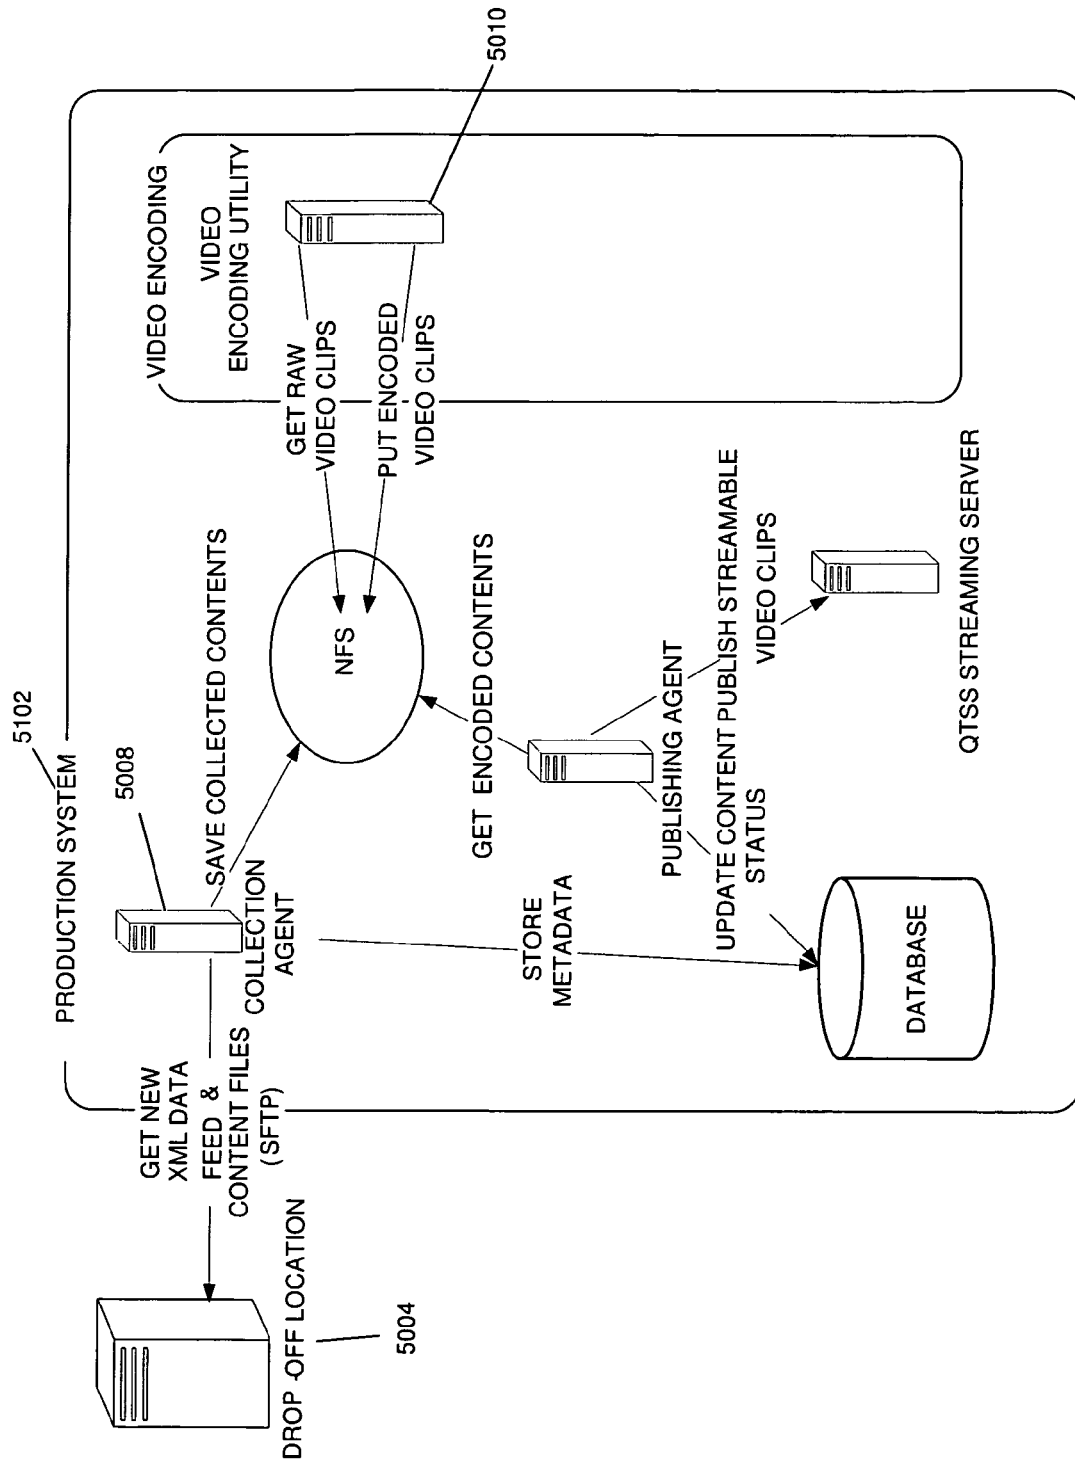 5102
PRODUCTION SYSTEM
5008
GET NEW
XML DATA
FEED &
CONTENT FILES
(SFTP)
COLLECTION
AGENT
SAVE COLLECTED CONTENTS
VIDEO ENCODING
VIDEO
ENCODING UTILITY
5010
GET RAW
VIDEO CLIPS
PUT ENCODED
VIDEO CLIPS
NFS
DROP -OFF LOCATION
5004
STORE
METADATA
GET ENCODED CONTENTS
PUBLISHING AGENT
UPDATE CONTENT PUBLISH STREAMABLE
STATUS
VIDEO CLIPS
DATABASE
QTSS STREAMING SERVER